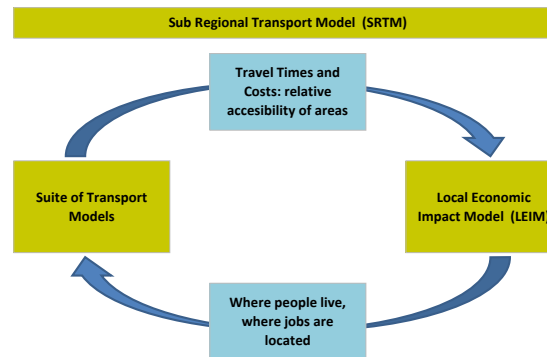 Sub Regional Transport Model (SRTM)
Travel Times and
Costs: relative
accesibility of areas
Suite of Transport
Models
Local Economic
Impact Model (LEIM)
Where people live,
where jobs are
located